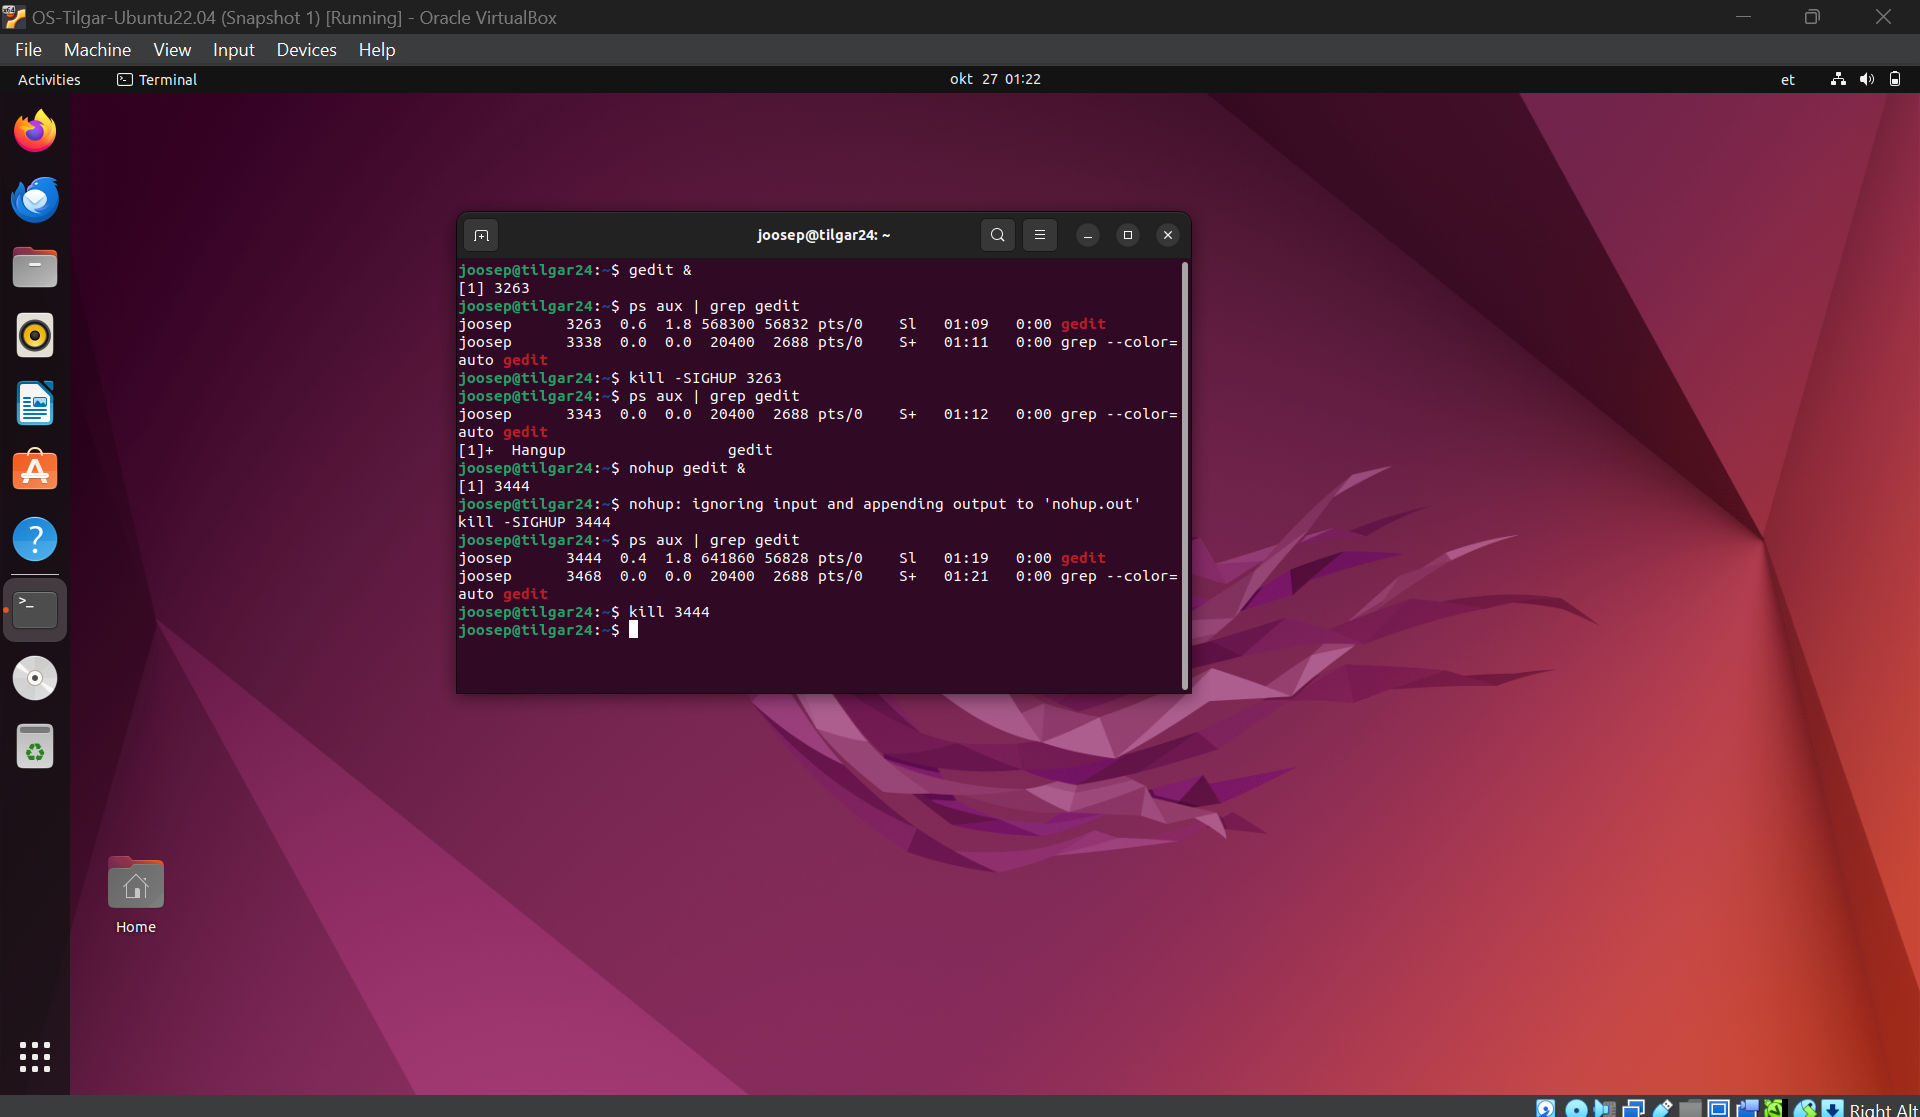 OS-Tilgar-Ubuntu22.04 (Snapshot 1) [Running] - Oracle VirtualBox
File Machine View Input Devices Help
Activities Terminal okt 27 01:22 et
joosep@tilgar24: ~
joosep@tilgar24:~$ gedit &
[1] 3263
joosep@tilgar24:~$ ps aux | grep gedit
joosep      3263  0.6  1.8 568300 56832 pts/0    Sl   01:09   0:00 gedit
joosep      3338  0.0  0.0  20400  2688 pts/0    S+   01:11   0:00 grep --color=
auto gedit
joosep@tilgar24:~$ kill -SIGHUP 3263
joosep@tilgar24:~$ ps aux | grep gedit
joosep      3343  0.0  0.0  20400  2688 pts/0    S+   01:12   0:00 grep --color=
auto gedit
[1]+  Hangup                  gedit
joosep@tilgar24:~$ nohup gedit &
[1] 3444
joosep@tilgar24:~$ nohup: ignoring input and appending output to 'nohup.out'
kill -SIGHUP 3444
joosep@tilgar24:~$ ps aux | grep gedit
joosep      3444  0.4  1.8 641860 56828 pts/0    Sl   01:19   0:00 gedit
joosep      3468  0.0  0.0  20400  2688 pts/0    S+   01:21   0:00 grep --color=
auto gedit
joosep@tilgar24:~$ kill 3444
joosep@tilgar24:~$
Home
Right Alt